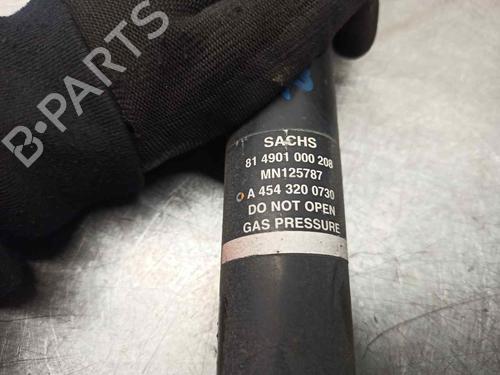 SACHS
81 4901 000 208
MN125787
A 454 320 0730
DO NOT OPEN
GAS PRESSURE
B-PARTS